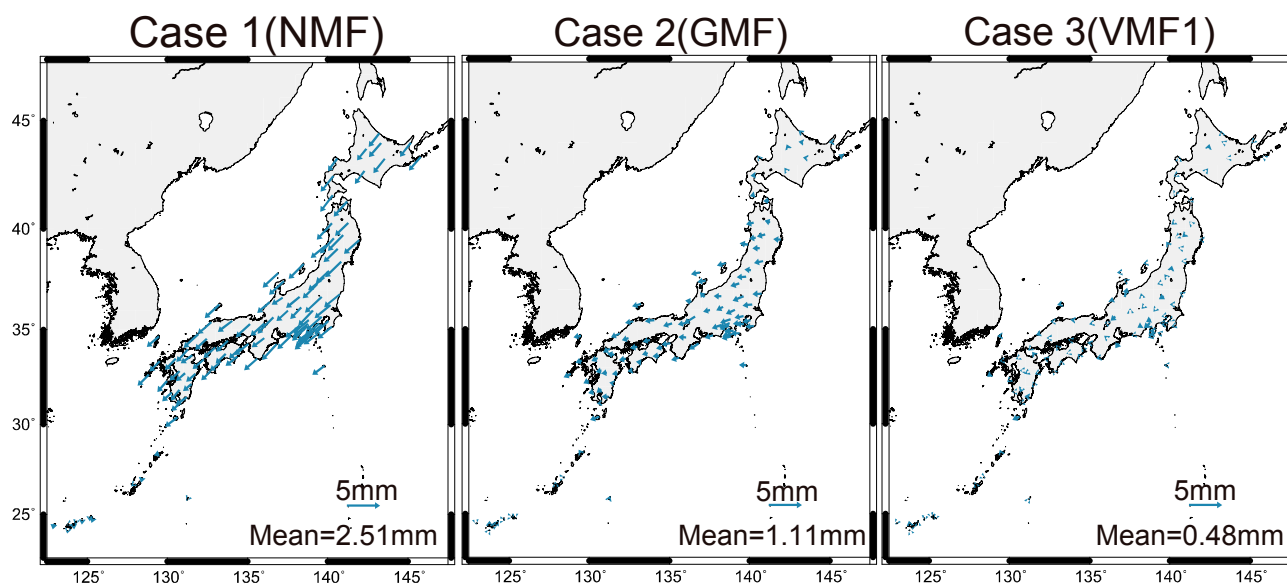 Case 1(NMF)
Case 2(GMF)
Case 3(VMF1)
45°
40°
35°
30°
25°
5mm
Mean=2.51mm
5mm
Mean=1.11mm
5mm
Mean=0.48mm
125°
130°
135°
140°
145°
125°
130°
135°
140°
145°
125°
130°
135°
140°
145°